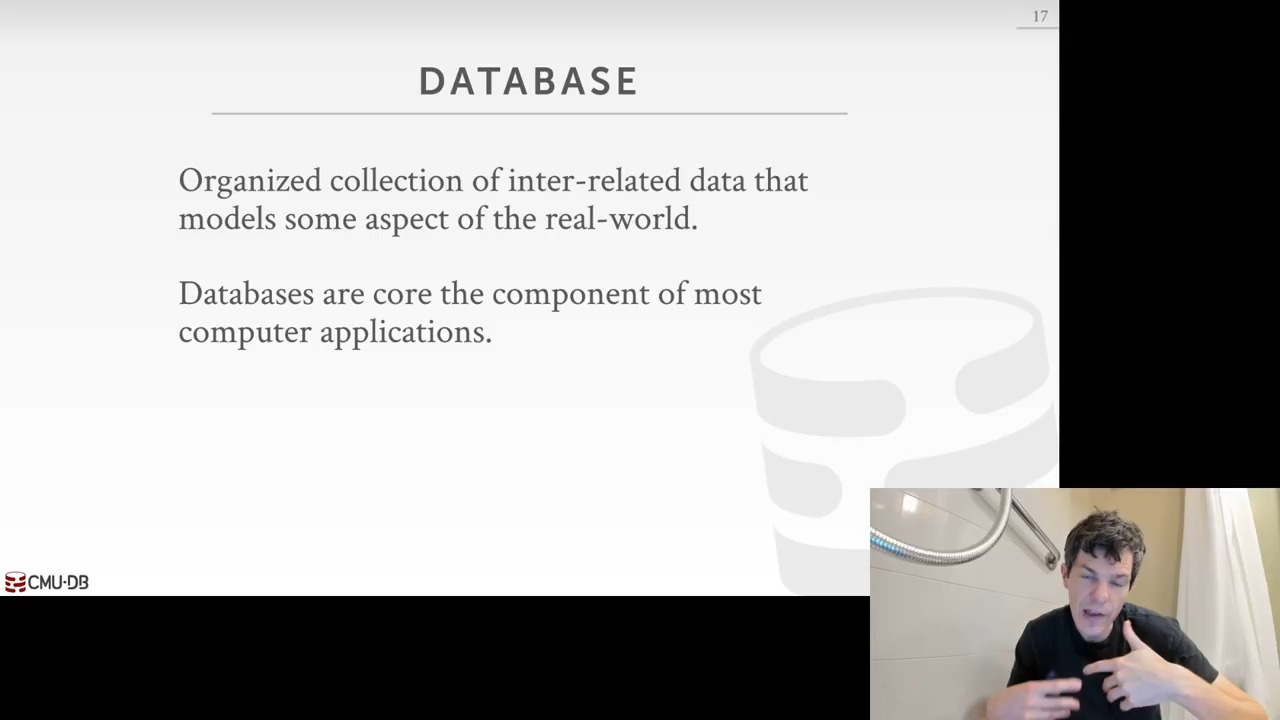 17
DATABASE
Organized collection of inter-related data that
models some aspect of the real-world.
Databases are core the component of most
computer applications.
CMU·DB